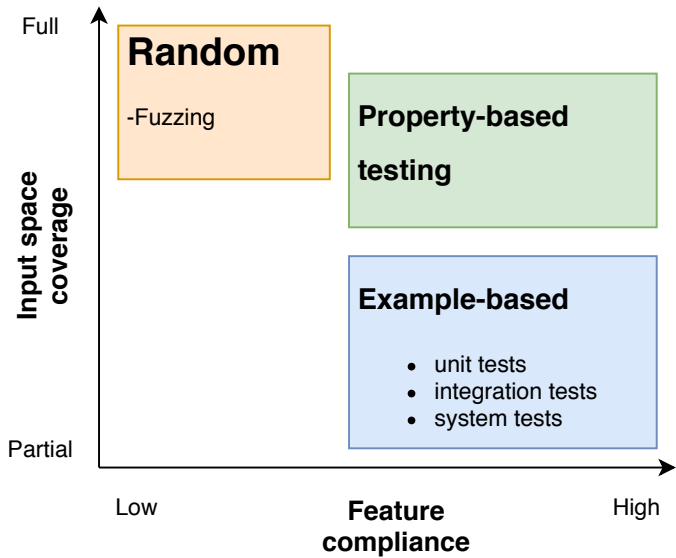 Full
Random
-Fuzzing
Property-based
testing
Input space
coverage
Example-based
• unit tests
• integration tests
• system tests
Partial
Low
Feature
compliance
High